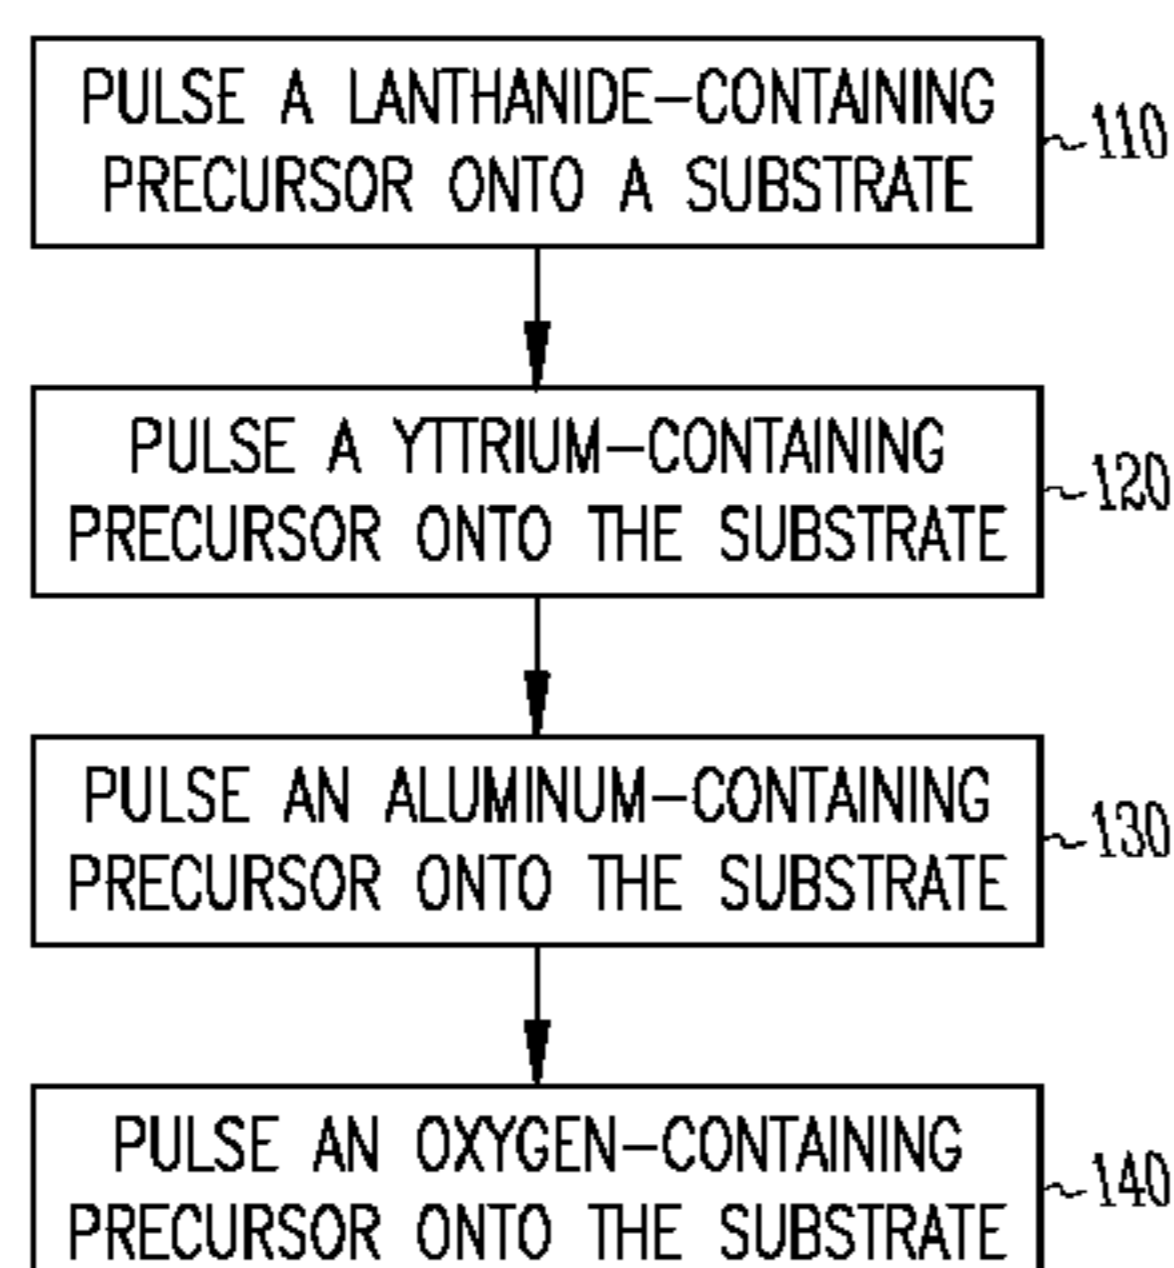 PULSE A LANTHANIDE-CONTAINING
PRECURSOR ONTO A SUBSTRATE
110
PULSE A YTTRIUM-CONTAINING
PRECURSOR ONTO THE SUBSTRATE
120
PULSE AN ALUMINUM-CONTAINING
PRECURSOR ONTO THE SUBSTRATE
130
PULSE AN OXYGEN-CONTAINING
PRECURSOR ONTO THE SUBSTRATE
140